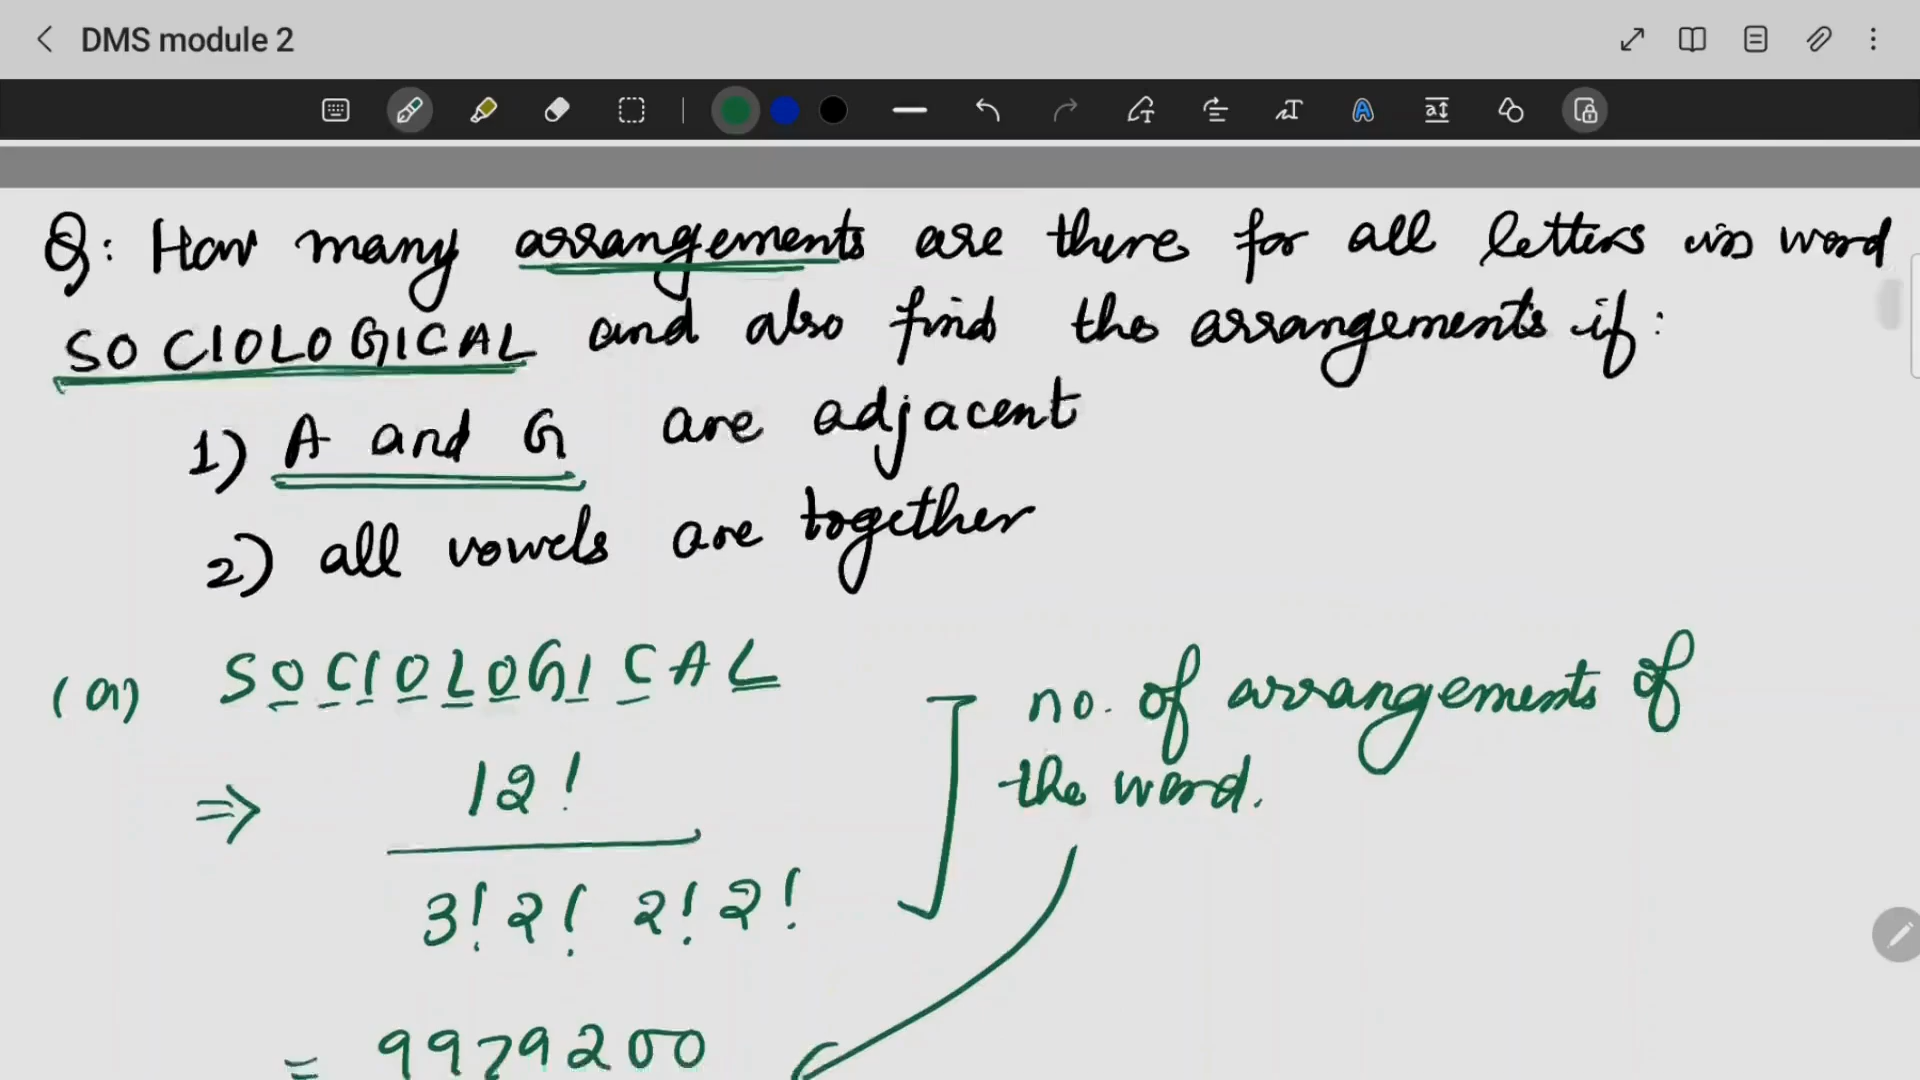 DMS module 2
Q: How many arrangements are there for all letters in word
SOCIOLOGICAL and also find the arrangements if:
1) A and G are adjacent
2) all vowels are together
(a) SOCIOLOGICAL
no. of arrangements of
the word.
⇒ 12!
3! 2! 2! 2!
= 9979200